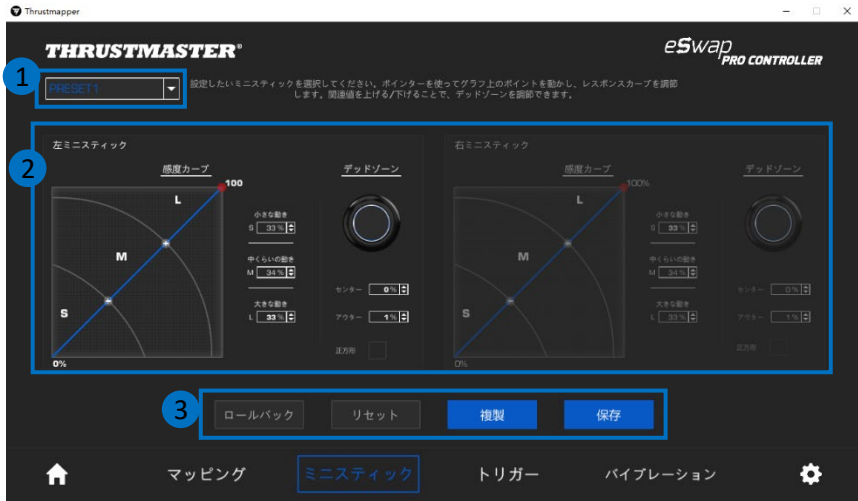 Thrustmapper
THRUSTMASTER®
eSwap
PRO CONTROLLER
1
PRESET1
設定したいミニスティックを選択してください。ポインターを使ってグラフ上のポイントを動かし、レスポンスカーブを調節
します。関連値を上げる/下げることで、デッドゾーンを調節できます。
2
左ミニスティック
感度カーブ
デッドゾーン
100
L
M
S
0%
小さな動き
S 33 %
中くらいの動き
M 34 %
大きな動き
L 33 %
センター 0 %
アウター 1 %
正方形
右ミニスティック
感度カーブ
デッドゾーン
100%
L
M
S
0%
小さな動き
S 33 %
中くらいの動き
M 34 %
大きな動き
L 33 %
センター 0 %
アウター 1 %
正方形
3
ロールバック
リセット
複製
保存
マッピング
ミニスティック
トリガー
バイブレーション